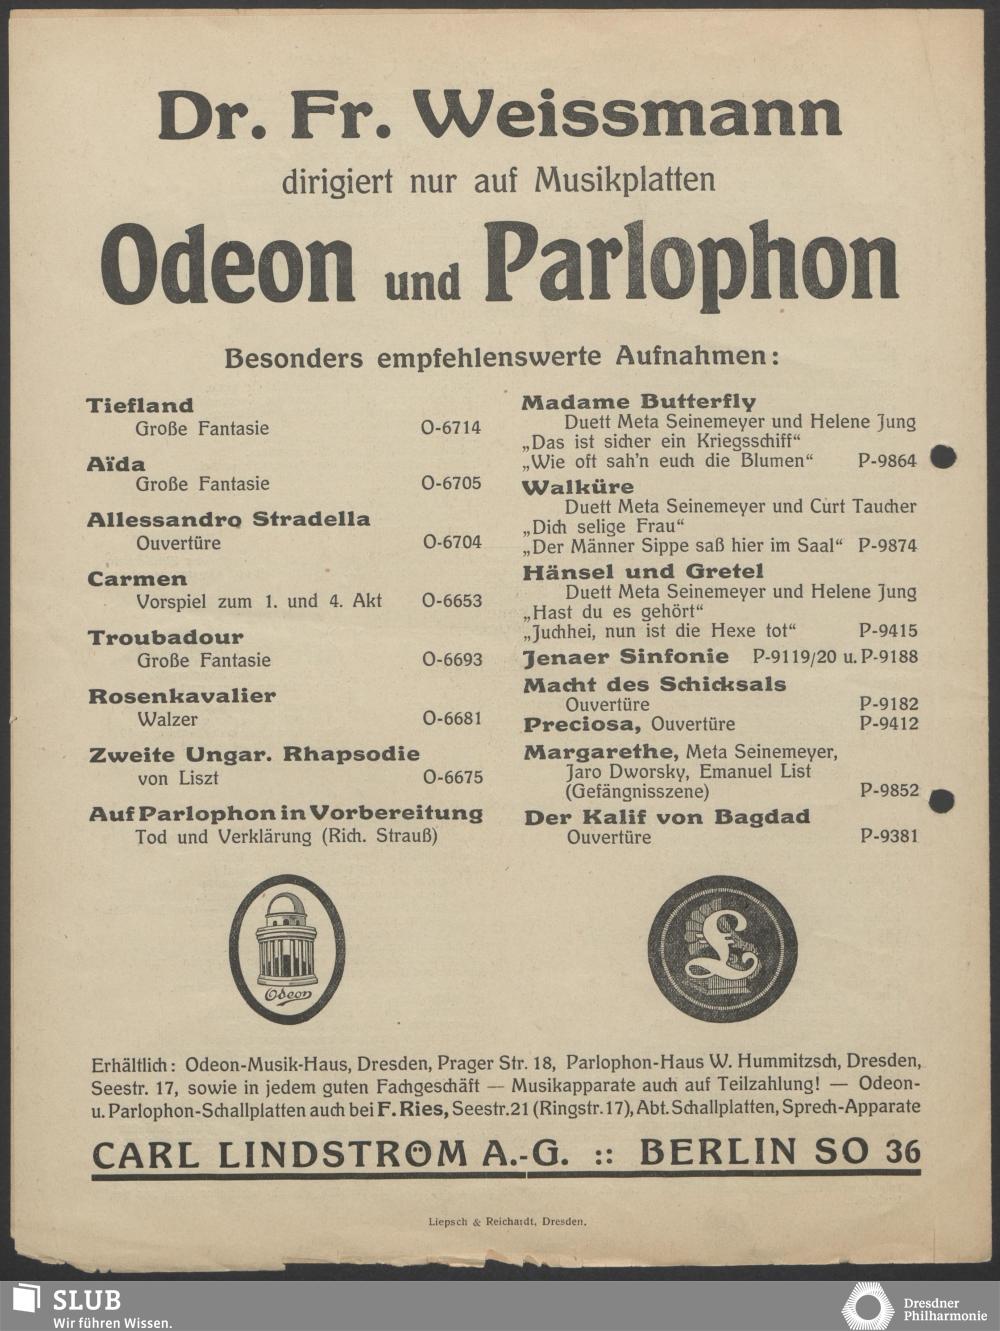 Dr. Fr. Weissmann
dirigiert nur auf Musikplatten
Odeon und Parlophon
Besonders empfehlenswerte Aufnahmen:
Tiefland
Große Fantasie O-6714
Aïda
Große Fantasie O-6705
Allessandro Stradella
Ouvertüre O-6704
Carmen
Vorspiel zum 1. und 4. Akt O-6653
Troubadour
Große Fantasie O-6693
Rosenkavalier
Walzer O-6681
Zweite Ungar. Rhapsodie
von Liszt O-6675
Auf Parlophon in Vorbereitung
Tod und Verklärung (Rich. Strauß)
Madame Butterfly
Duett Meta Seinemeyer und Helene Jung
„Das ist sicher ein Kriegsschiff“
„Wie oft sah'n euch die Blumen“ P-9864
Walküre
Duett Meta Seinemeyer und Curt Taucher
„Dich selige Frau“
„Der Männer Sippe saß hier im Saal“ P-9874
Hänsel und Gretel
Duett Meta Seinemeyer und Helene Jung
„Hast du es gehört“
„Juchhei, nun ist die Hexe tot“ P-9415
Jenaer Sinfonie P-9119/20 u. P-9188
Macht des Schicksals
Ouvertüre P-9182
Preciosa, Ouvertüre P-9412
Margarethe, Meta Seinemeyer,
Jaro Dworsky, Emanuel List
(Gefängnisszene) P-9852
Der Kalif von Bagdad
Ouvertüre P-9381
Odeon
L
Erhältlich: Odeon-Musik-Haus, Dresden, Prager Str. 18, Parlophon-Haus W. Hummitzsch, Dresden,
Seestr. 17, sowie in jedem guten Fachgeschäft — Musikapparate auch auf Teilzahlung! — Odeon-
u. Parlophon-Schallplatten auch bei F. Ries, Seestr. 21 (Ringstr. 17), Abt. Schallplatten, Sprech-Apparate
CARL LINDSTRÖM A.-G. :: BERLIN SO 36
Liepsch & Reichardt, Dresden.
SLUB
Wir führen Wissen.
Dresdner
Philharmonie